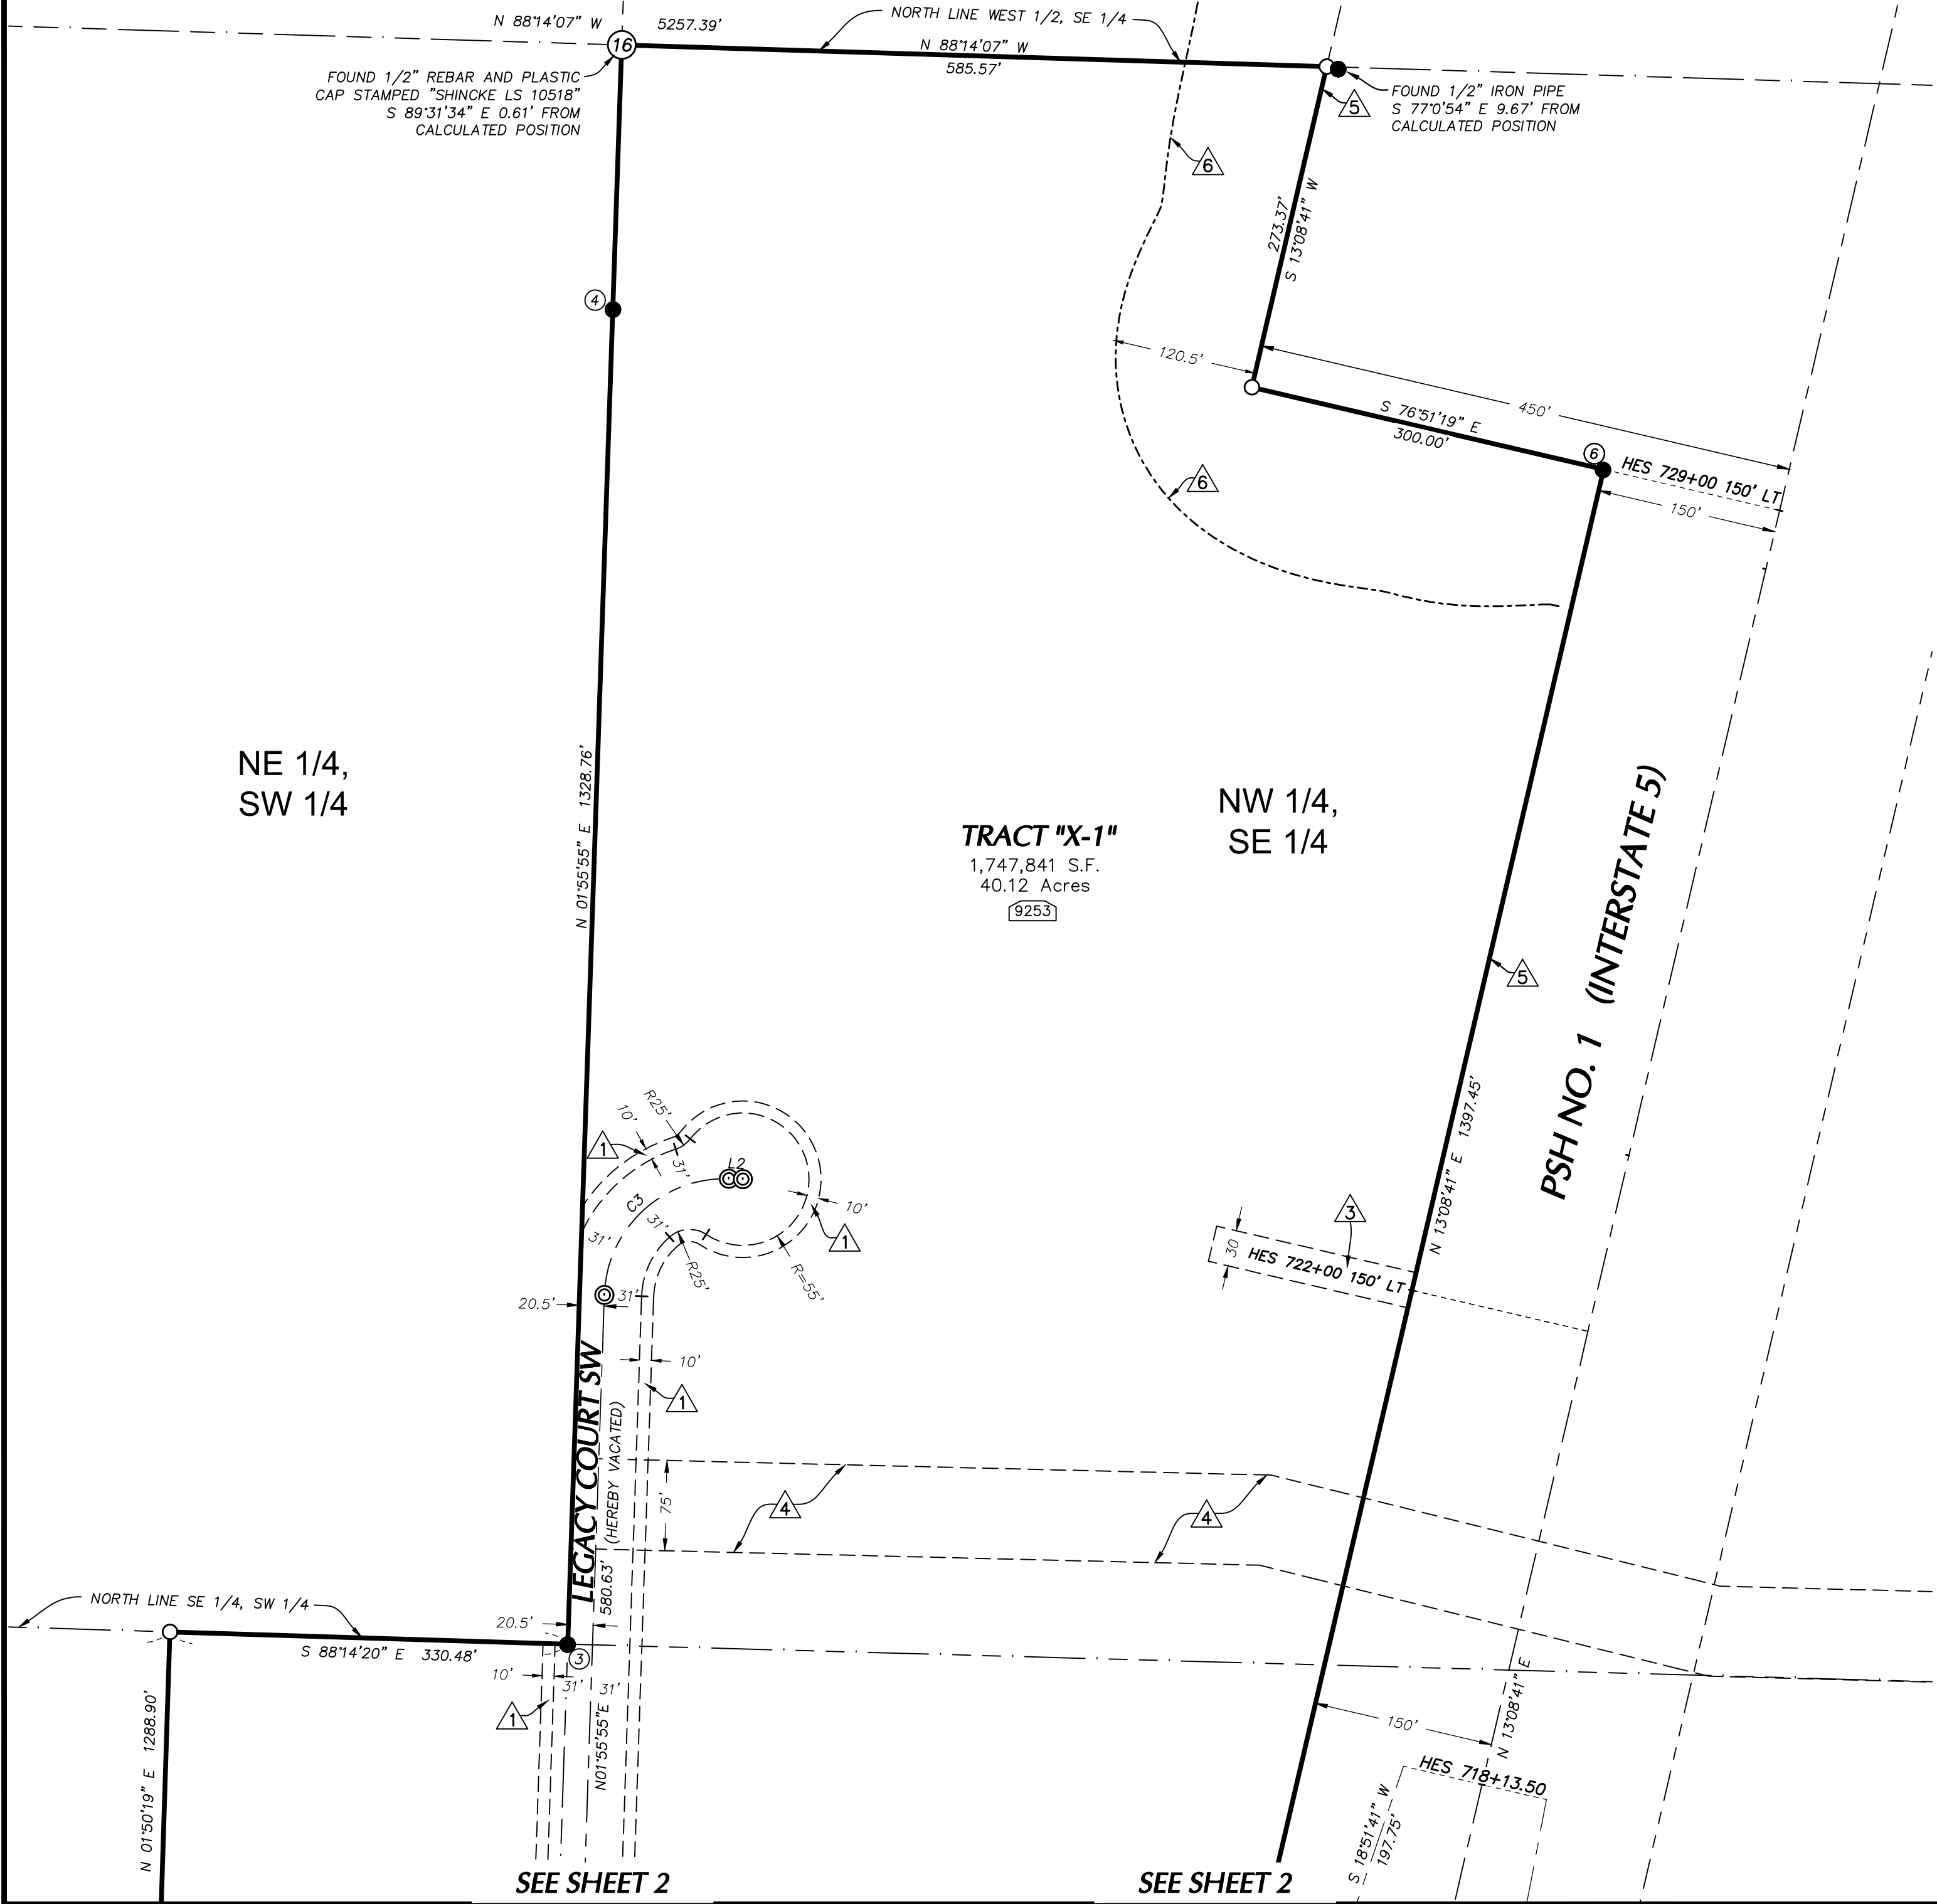 N 88°14'07" W 5257.39'
NORTH LINE WEST 1/2, SE 1/4
16
N 88°14'07" W
585.57'
FOUND 1/2" REBAR AND PLASTIC
CAP STAMPED "SHINCKE LS 10518"
S 89°31'34" E 0.61' FROM
CALCULATED POSITION
5
FOUND 1/2" IRON PIPE
S 77°0'54" E 9.67' FROM
CALCULATED POSITION
6
273.37'
S 13°08'41" W
4
120.5'
450'
S 76°51'19" E
300.00'
6
HES 729+00 150' LT
150'
6
N 01°55'55" E 1328.76'
NE 1/4,
SW 1/4
NW 1/4,
SE 1/4
TRACT "X-1"
1,747,841 S.F.
40.12 Acres
9253
PSH NO. 1 (INTERSTATE 5)
5
N 13°08'41" E 1397.45'
R25'
10'
1
31'
L2
C3
31'
31'
10'
1
R25'
R=55'
3
30
HES 722+00 150' LT
20.5'
31'
10'
1
LEGACY COURT SW
(HEREBY VACATED)
580.63'
75'
4
4
NORTH LINE SE 1/4, SW 1/4
20.5'
S 88°14'20" E 330.48'
3
10'
31'
31'
1
N01°55'55"E
N 01°50'19" E 1288.90'
150'
N 13°08'41" E
HES 718+13.50
S 18°51'41" W
197.75'
SEE SHEET 2
SEE SHEET 2